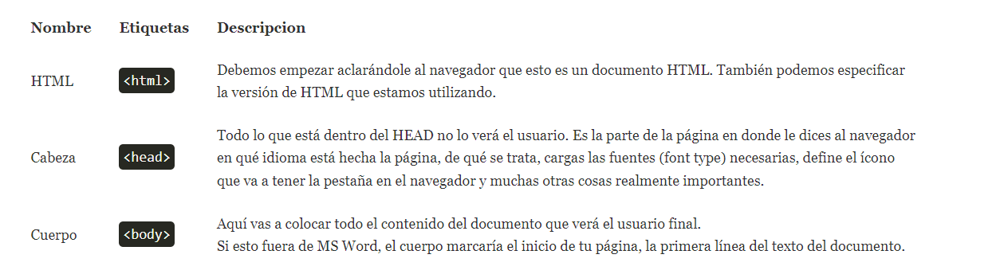 Nombre Etiquetas Descripcion
HTML <html> Debemos empezar aclarándole al navegador que esto es un documento HTML. También podemos especificar
la versión de HTML que estamos utilizando.
Cabeza <head> Todo lo que está dentro del HEAD no lo verá el usuario. Es la parte de la página en donde le dices al navegador
en qué idioma está hecha la página, de qué se trata, cargas las fuentes (font type) necesarias, define el ícono
que va a tener la pestaña en el navegador y muchas otras cosas realmente importantes.
Cuerpo <body> Aquí vas a colocar todo el contenido del documento que verá el usuario final.
Si esto fuera de MS Word, el cuerpo marcaría el inicio de tu página, la primera línea del texto del documento.